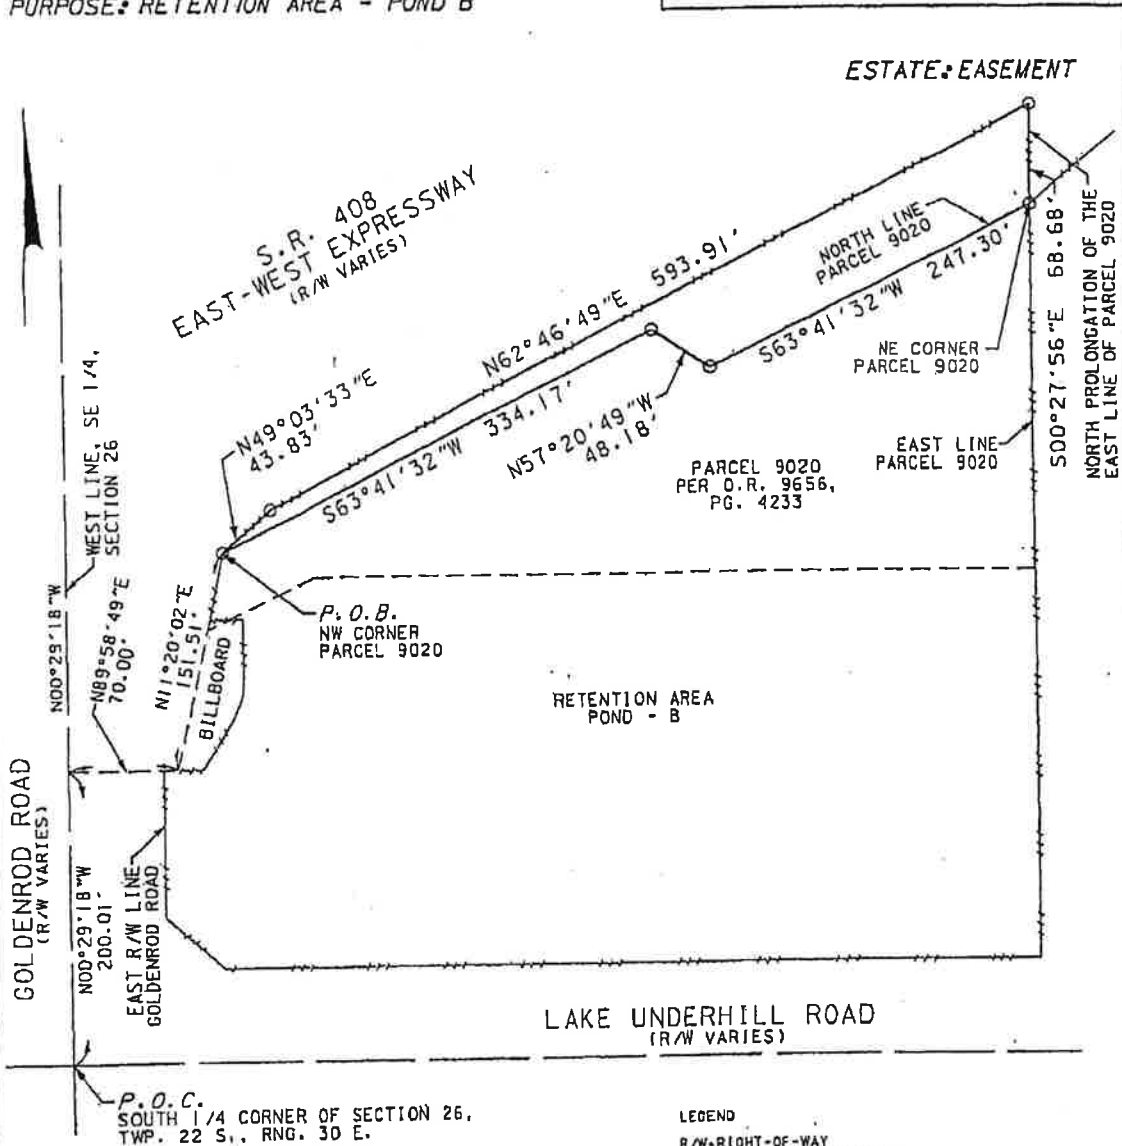 PURPOSE: RETENTION AREA - POND B
ESTATE: EASEMENT
S.R. 408
EAST-WEST EXPRESSWAY
(R/W VARIES)
N62°46'49"E 593.91'
NORTH LINE
PARCEL 9020
S63°41'32"W 247.30'
NE CORNER
PARCEL 9020
EAST LINE
PARCEL 9020
S00°27'56"E 68.68'
NORTH PROLONGATION OF THE
EAST LINE OF PARCEL 9020
N49°03'33"E
43.83'
S63°41'32"W 334.17'
N57°20'49"W
48.18'
PARCEL 9020
PER O.R. 9656,
PG. 4233
WEST LINE, SE 1/4,
SECTION 26
N00°29'18"W
N89°58'49"E
70.00'
N11°20'02"E
151.51'
BILLBOARD
P.O.B.
NW CORNER
PARCEL 9020
RETENTION AREA
POND - B
GOLDENROD ROAD
(R/W VARIES)
N00°29'18"W
200.01'
EAST R/W LINE
GOLDENROD ROAD
LAKE UNDERHILL ROAD
(R/W VARIES)
P.O.C.
SOUTH 1/4 CORNER OF SECTION 26,
TWP. 22 S., RNG. 30 E.
LEGEND
R/W=RIGHT-OF-WAY